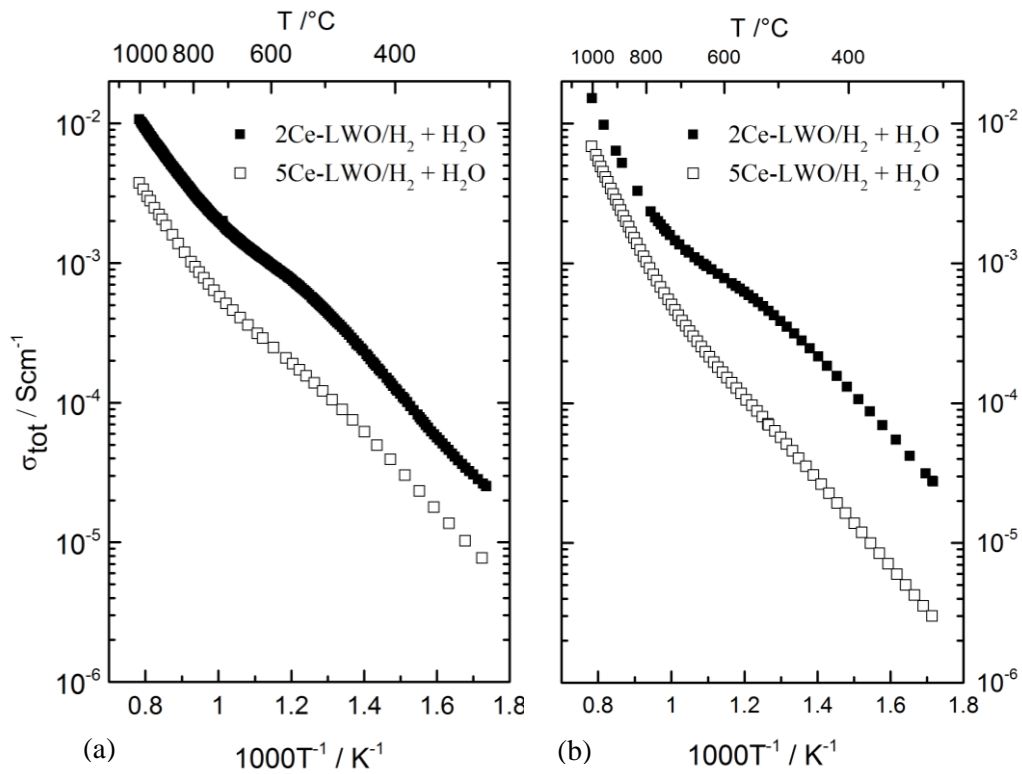 T /°C
1000 800 600 400
10⁻²
10⁻³
10⁻⁴
10⁻⁵
10⁻⁶
σtot / Scm⁻¹
2Ce-LWO/H₂ + H₂O
5Ce-LWO/H₂ + H₂O
0.8 1.0 1.2 1.4 1.6 1.8
(a) 1000T⁻¹ / K⁻¹
T /°C
1000 800 600 400
2Ce-LWO/H₂ + H₂O
5Ce-LWO/H₂ + H₂O
10⁻²
10⁻³
10⁻⁴
10⁻⁵
10⁻⁶
0.8 1.0 1.2 1.4 1.6 1.8
(b) 1000T⁻¹ / K⁻¹